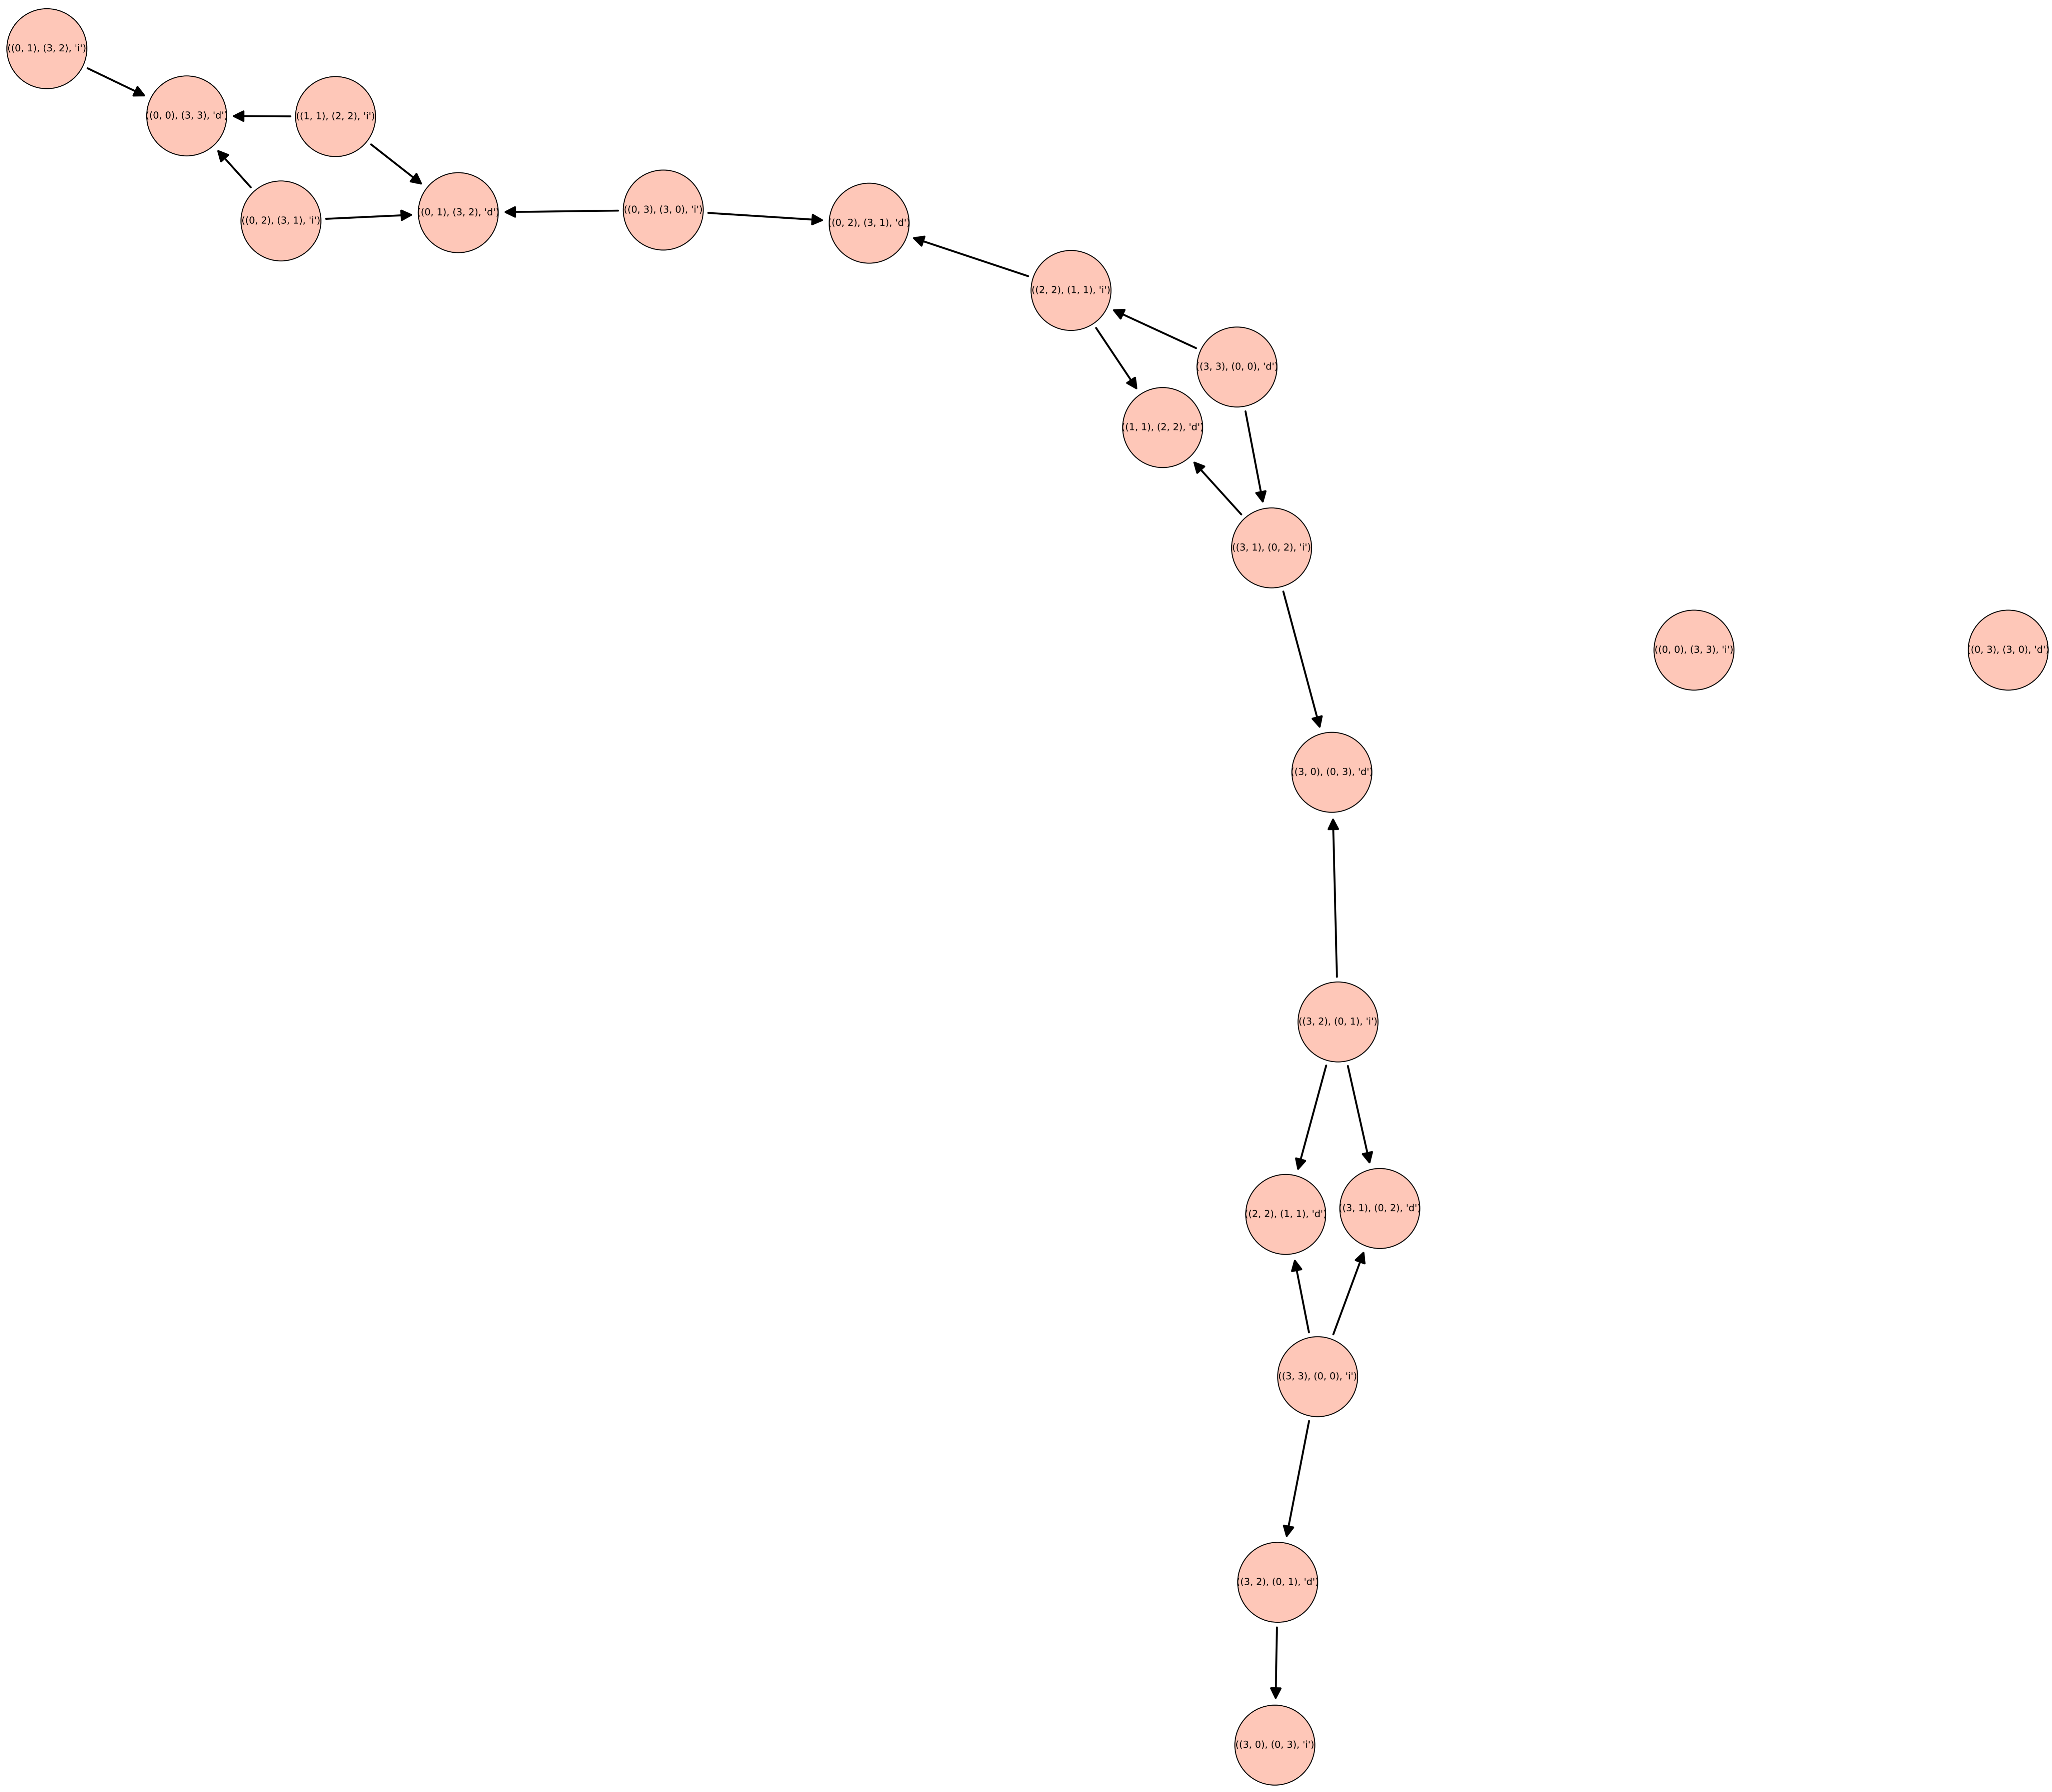 ((0, 1), (3, 2), 'i')
((0, 0), (3, 3), 'd')
((1, 1), (2, 2), 'i')
((0, 2), (3, 1), 'i')
((0, 1), (3, 2), 'd')
((0, 3), (3, 0), 'i')
((0, 2), (3, 1), 'd')
((2, 2), (1, 1), 'i')
((3, 3), (0, 0), 'd')
((1, 1), (2, 2), 'd')
((3, 1), (0, 2), 'i')
((0, 0), (3, 3), 'i')
((0, 3), (3, 0), 'd')
((3, 0), (0, 3), 'd')
((3, 2), (0, 1), 'i')
((2, 2), (1, 1), 'd')
((3, 1), (0, 2), 'd')
((3, 3), (0, 0), 'i')
((3, 2), (0, 1), 'd')
((3, 0), (0, 3), 'i')